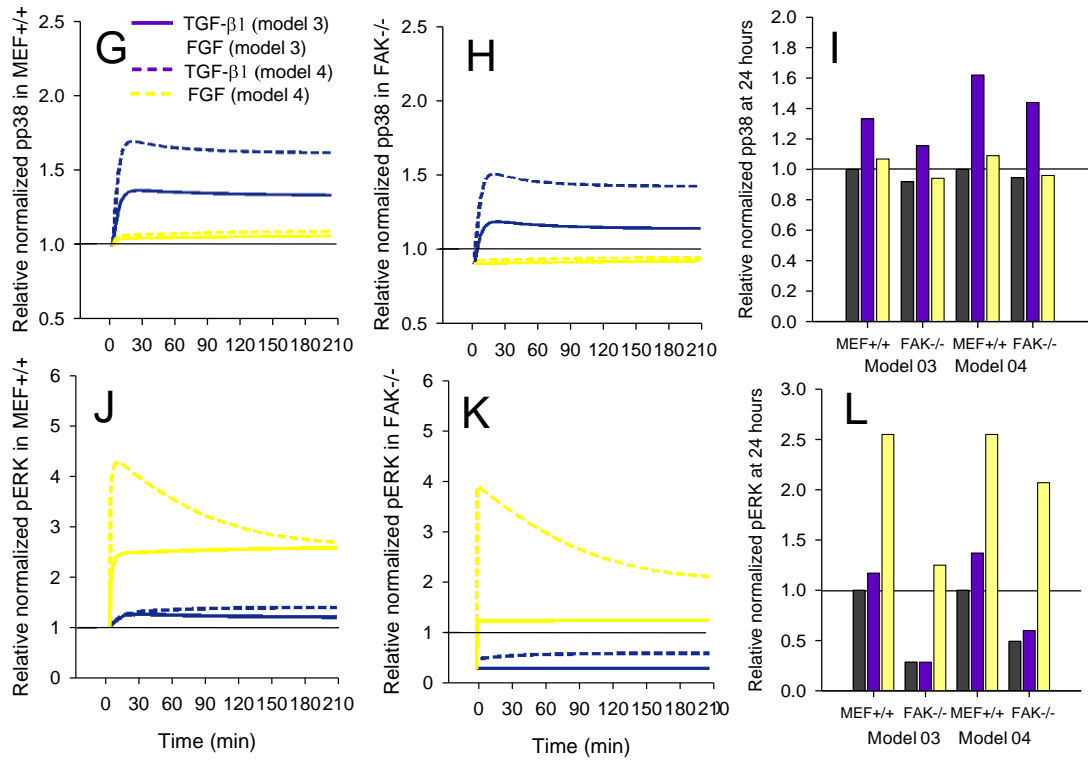 G
Relative normalized pp38 in MEF+/+
2.5
2.0
1.5
1.0
0.5
TGF-β1 (model 3)
FGF (model 3)
TGF-β1 (model 4)
FGF (model 4)
0 30 60 90 120 150 180 210
H
Relative normalized pp38 in FAK-/-
2.5
2.0
1.5
1.0
0.5
0 30 60 90 120 150 180 210
I
Relative normalized pp38 at 24 hours
2.0
1.8
1.6
1.4
1.2
1.0
0.8
0.6
0.4
0.2
0.0
MEF+/+ FAK-/- MEF+/+ FAK-/-
Model 03 Model 04
J
Relative normalized pERK in MEF+/+
6
5
4
3
2
1
0
0 30 60 90 120 150 180 210
Time (min)
K
Relative normalized pERK in FAK-/-
6
5
4
3
2
1
0
0 30 60 90 120 150 180 210
Time (min)
L
Relative normalized pERK at 24 hours
3.0
2.5
2.0
1.5
1.0
0.5
0.0
MEF+/+ FAK-/- MEF+/+ FAK-/-
Model 03 Model 04